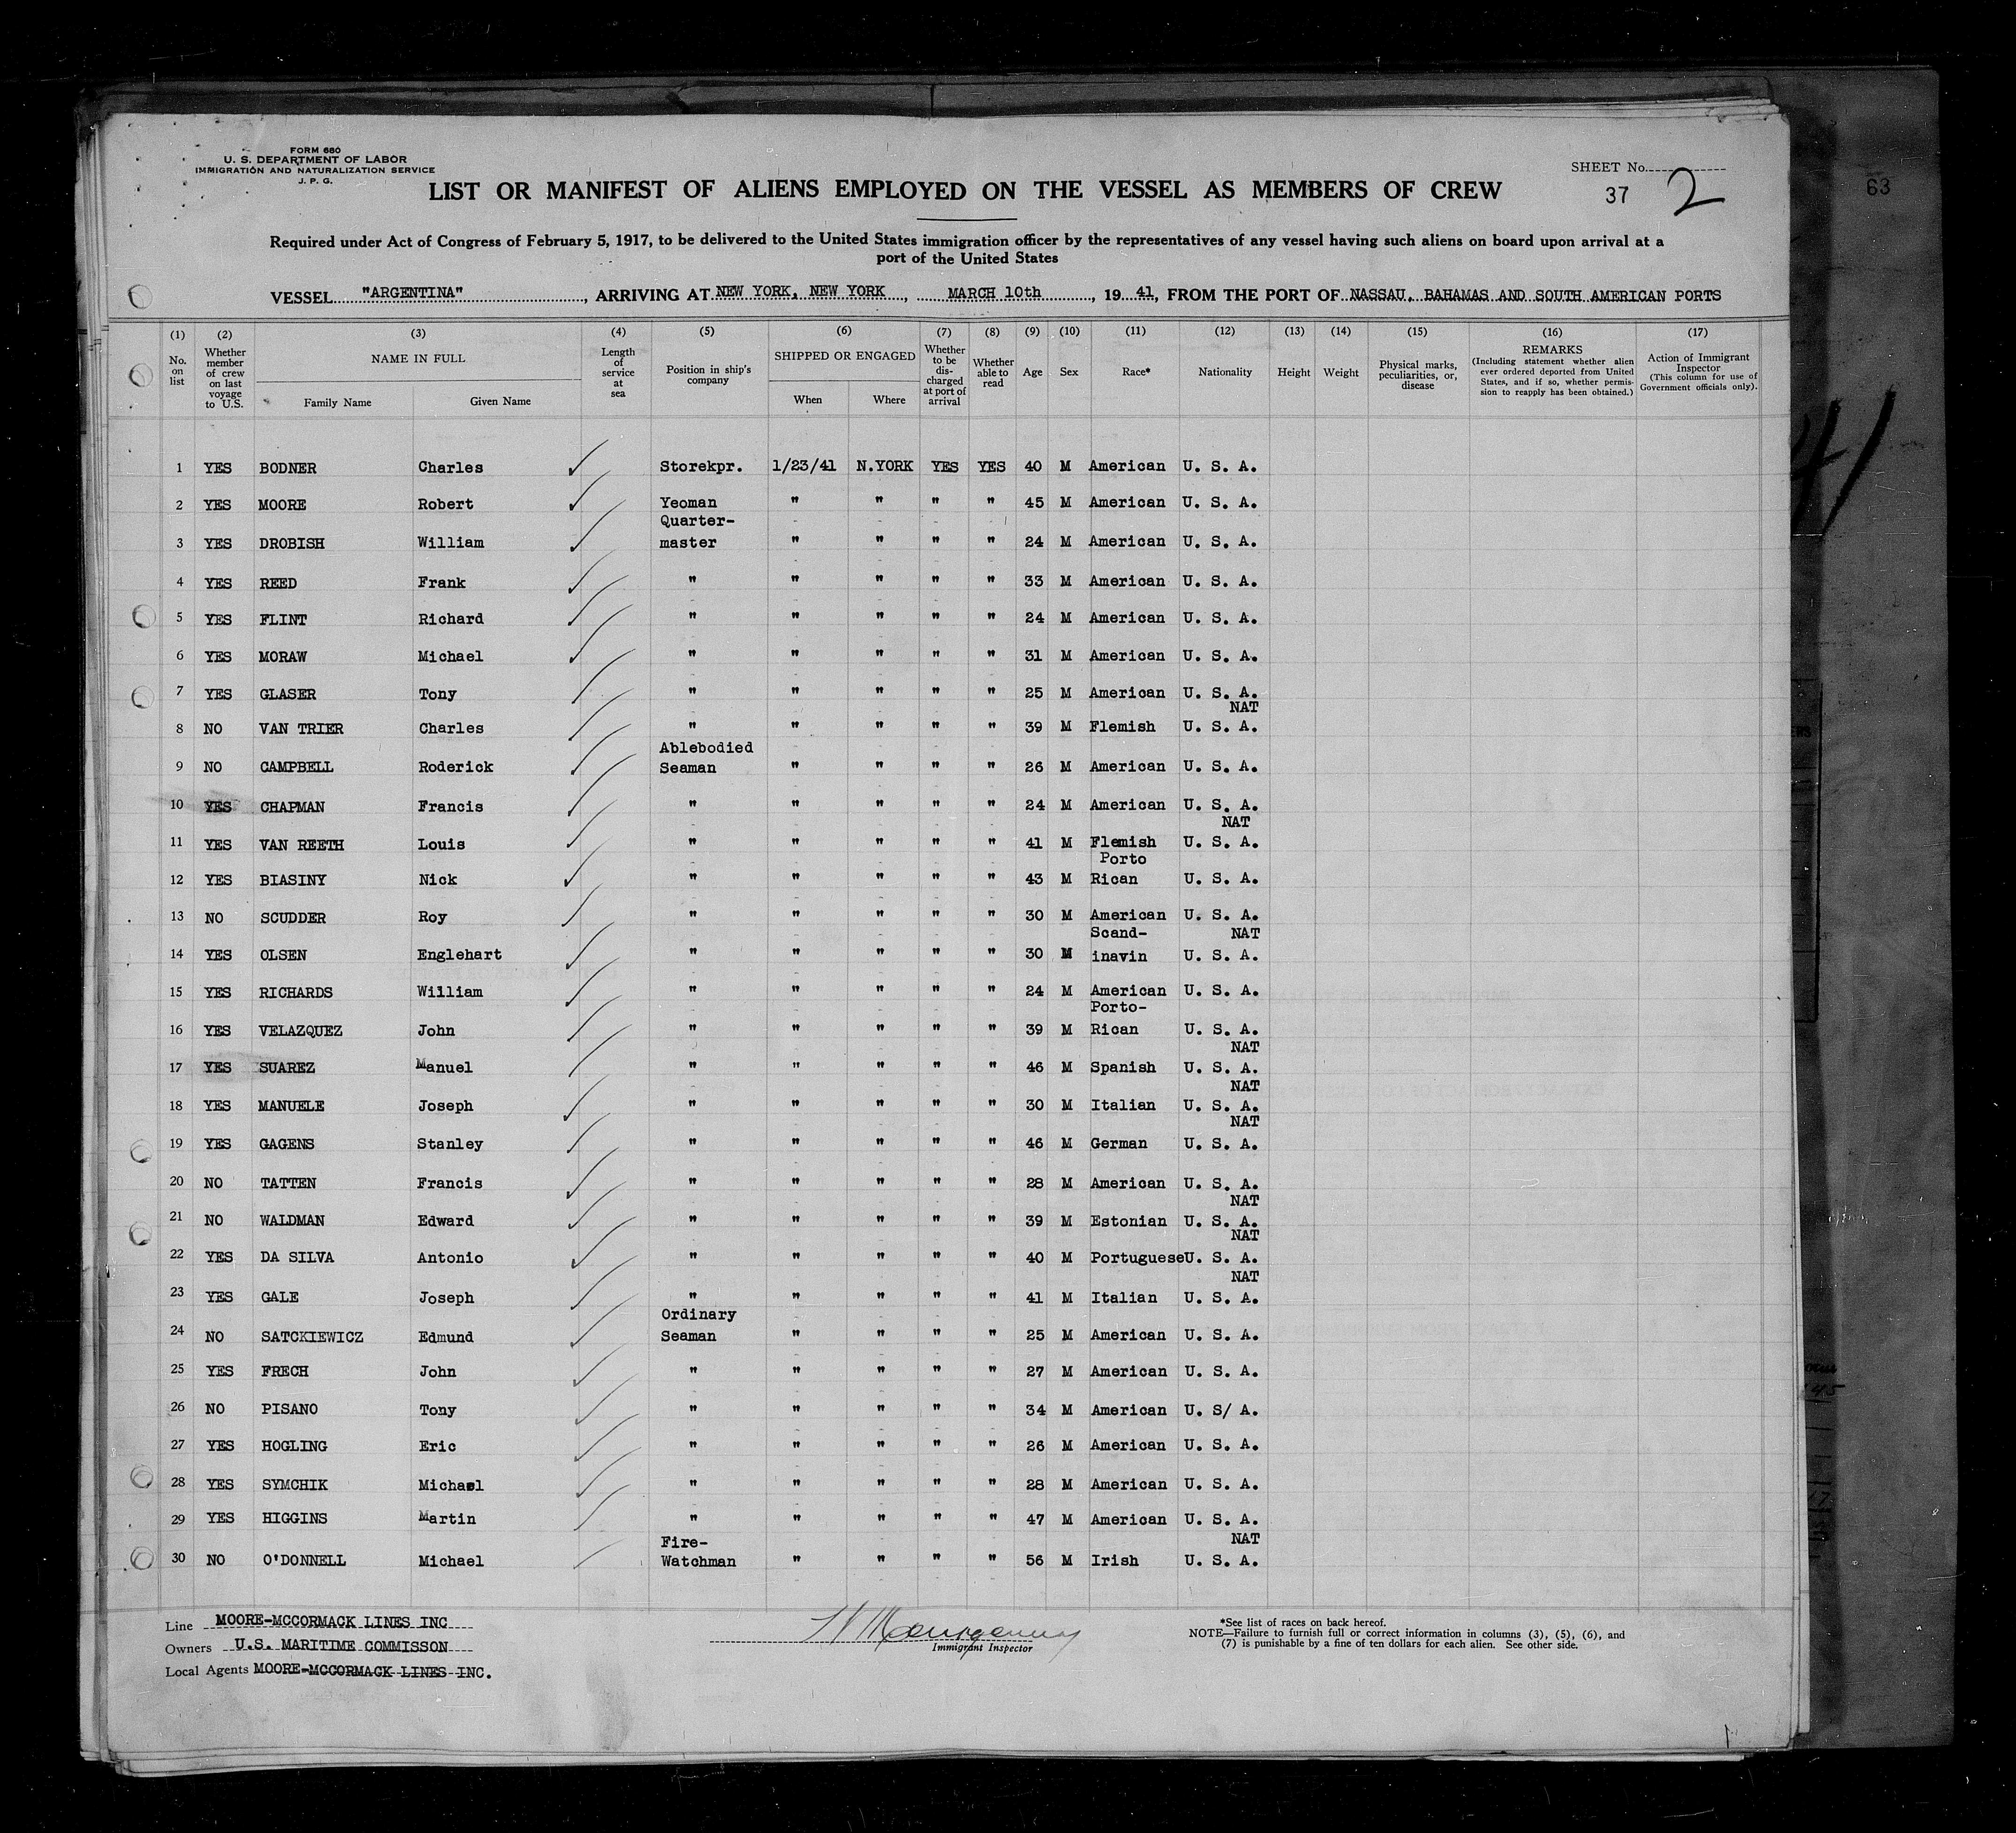 FORM 680
U. S. DEPARTMENT OF LABOR
IMMIGRATION AND NATURALIZATION SERVICE
J. P. G.
SHEET No.
37 2
63
LIST OR MANIFEST OF ALIENS EMPLOYED ON THE VESSEL AS MEMBERS OF CREW
Required under Act of Congress of February 5, 1917, to be delivered to the United States immigration officer by the representatives of any vessel having such aliens on board upon arrival at a
port of the United States
VESSEL "ARGENTINA", ARRIVING AT NEW YORK, NEW YORK, MARCH 10th, 19 41, FROM THE PORT OF NASSAU, BAHAMAS AND SOUTH AMERICAN PORTS
(1) No. on list
(2) Whether member of crew on last voyage to U.S.
(3) NAME IN FULL Family Name Given Name
(4) Length of service at sea
(5) Position in ship's company
(6) SHIPPED OR ENGAGED When Where
(7) Whether to be discharged at port of arrival
(8) Whether able to read
(9) Age
(10) Sex
(11) Race*
(12) Nationality
(13) Height
(14) Weight
(15) Physical marks, peculiarities, or, disease
(16) REMARKS (Including statement whether alien ever ordered deported from United States, and if so, whether permission to reapply has been obtained.)
(17) Action of Immigrant Inspector (This column for use of Government officials only).
1 YES BODNER Charles Storekpr. 1/23/41 N.YORK YES YES 40 M American U. S. A.
2 YES MOORE Robert Yeoman " " " " 45 M American U. S. A.
3 YES DROBISH William Quarter-master " " " " 24 M American U. S. A.
4 YES REED Frank " " " " " 33 M American U. S. A.
5 YES FLINT Richard " " " " " 24 M American U. S. A.
6 YES MORAW Michael " " " " " 31 M American U. S. A.
7 YES GLASER Tony " " " " " 25 M American U. S. A.
8 NO VAN TRIER Charles " " " " " 39 M Flemish NAT U. S. A.
9 NO CAMPBELL Roderick Ablebodied Seaman " " " " 26 M American U. S. A.
10 YES CHAPMAN Francis " " " " " 24 M American U. S. A.
11 YES VAN REETH Louis " " " " " 41 M Flemish NAT U. S. A.
12 YES BIASINY Nick " " " " " 43 M Porto Rican U. S. A.
13 NO SCUDDER Roy " " " " " 30 M American U. S. A.
14 YES OLSEN Englehart " " " " " 30 M Scand-inavin NAT U. S. A.
15 YES RICHARDS William " " " " " 24 M American U. S. A.
16 YES VELAZQUEZ John " " " " " 39 M Porto-Rican U. S. A.
17 YES SUAREZ Manuel " " " " " 46 M Spanish NAT U. S. A.
18 YES MANUELE Joseph " " " " " 30 M Italian NAT U. S. A.
19 YES GAGENS Stanley " " " " " 46 M German NAT U. S. A.
20 NO TATTEN Francis " " " " " 28 M American U. S. A.
21 NO WALDMAN Edward " " " " " 39 M Estonian NAT U. S. A.
22 YES DA SILVA Antonio " " " " " 40 M Portuguese NAT U. S. A.
23 YES GALE Joseph " " " " " 41 M Italian NAT U. S. A.
24 NO SATCKIEWICZ Edmund Ordinary Seaman " " " " 25 M American U. S. A.
25 YES FRECH John " " " " " 27 M American U. S. A.
26 NO PISANO Tony " " " " " 34 M American U. S/ A.
27 YES HOGLING Eric " " " " " 26 M American U. S. A.
28 YES SYMCHIK Michael " " " " " 28 M American U. S. A.
29 YES HIGGINS Martin " " " " " 47 M American U. S. A.
30 NO O'DONNELL Michael Fire-Watchman " " " " 56 M Irish NAT U. S. A.
Line MOORE-MCCORMACK LINES INC
Owners U.S. MARITIME COMMISSON
Local Agents MOORE-MCCORMACK LINES INC.
Immigrant Inspector
*See list of races on back hereof.
NOTE—Failure to furnish full or correct information in columns (3), (5), (6), and
(7) is punishable by a fine of ten dollars for each alien. See other side.